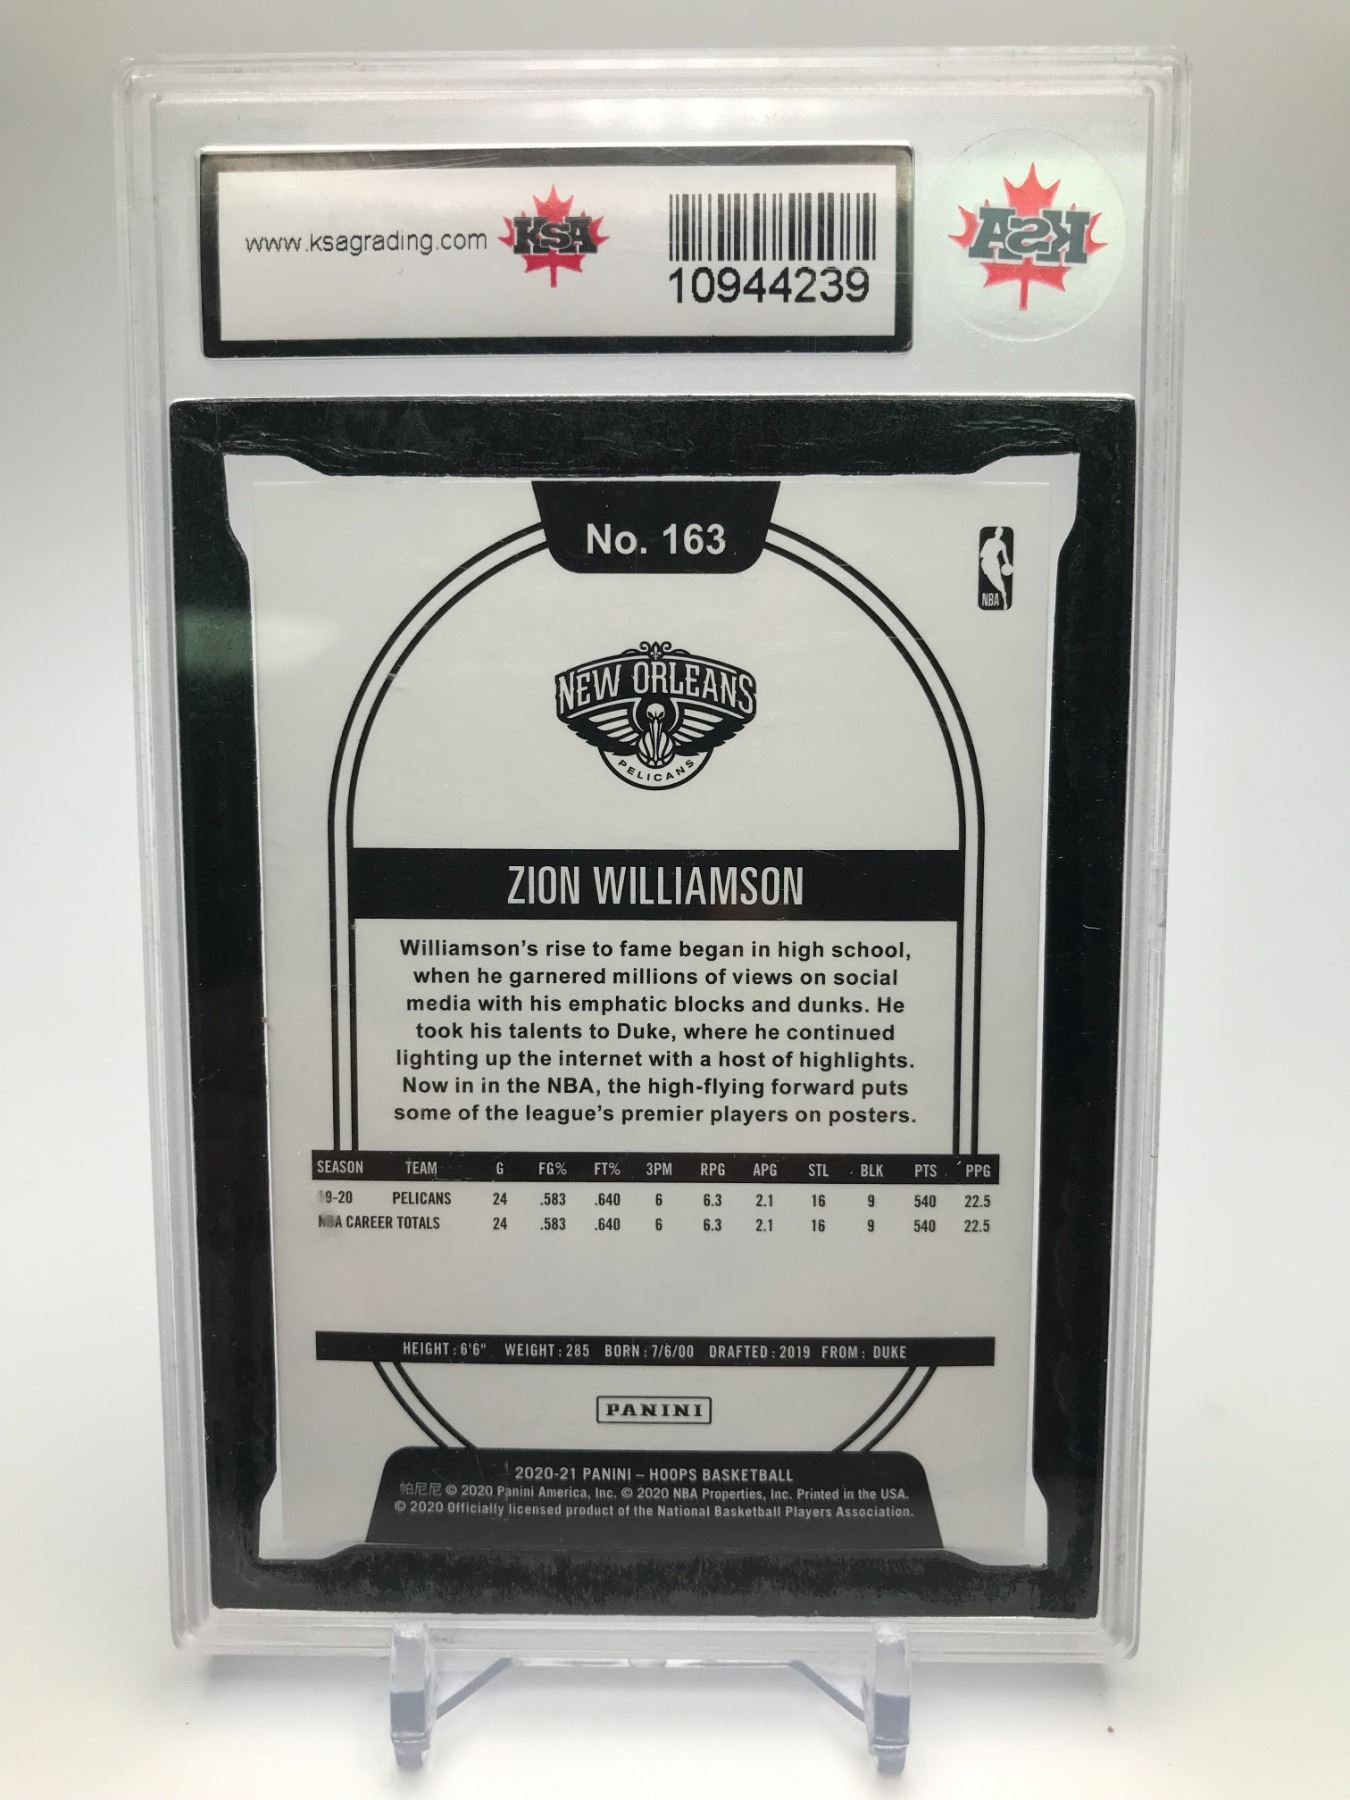 www.ksagrading.com
KSA
10944239
KSA
No. 163
NBA
NEW ORLEANS
PELICANS
ZION WILLIAMSON
Williamson's rise to fame began in high school,
when he garnered millions of views on social
media with his emphatic blocks and dunks. He
took his talents to Duke, where he continued
lighting up the internet with a host of highlights.
Now in in the NBA, the high-flying forward puts
some of the league's premier players on posters.
SEASON TEAM G FG% FT% 3PM RPG APG STL BLK PTS PPG
19-20 PELICANS 24 .583 .640 6 6.3 2.1 16 9 540 22.5
NBA CAREER TOTALS 24 .583 .640 6 6.3 2.1 16 9 540 22.5
HEIGHT: 6'6" WEIGHT: 285 BORN: 7/6/00 DRAFTED: 2019 FROM: DUKE
PANINI
2020-21 PANINI – HOOPS BASKETBALL
帕尼尼 © 2020 Panini America, Inc. © 2020 NBA Properties, Inc. Printed in the USA.
© 2020 Officially licensed product of the National Basketball Players Association.